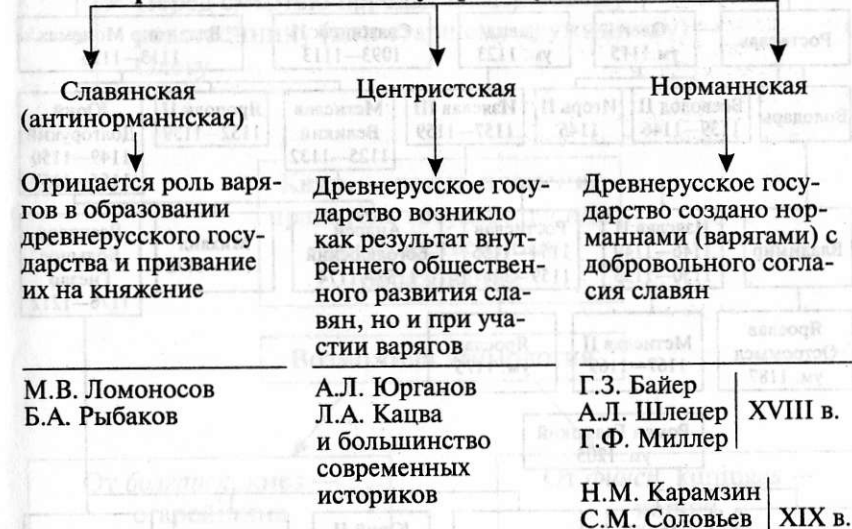 Славянская
(антинорманнская)
Отрицается роль варя-
гов в образовании
древнерусского госу-
дарства и призвание
их на княжение
М.В. Ломоносов
Б.А. Рыбаков
Центристская
Древнерусское госу-
дарство возникло
как результат внут-
реннего обществен-
ного развития сла-
вян, но и при уча-
стии варягов
А.Л. Юрганов
Л.А. Кацва
и большинство
современных
историков
Норманнская
Древнерусское госу-
дарство создано нор-
маннами (варягами) с
добровольного согла-
сия славян
Г.З. Байер
А.Л. Шлецер
Г.Ф. Миллер
XVIII в.
Н.М. Карамзин
С.М. Соловьев
XIX в.